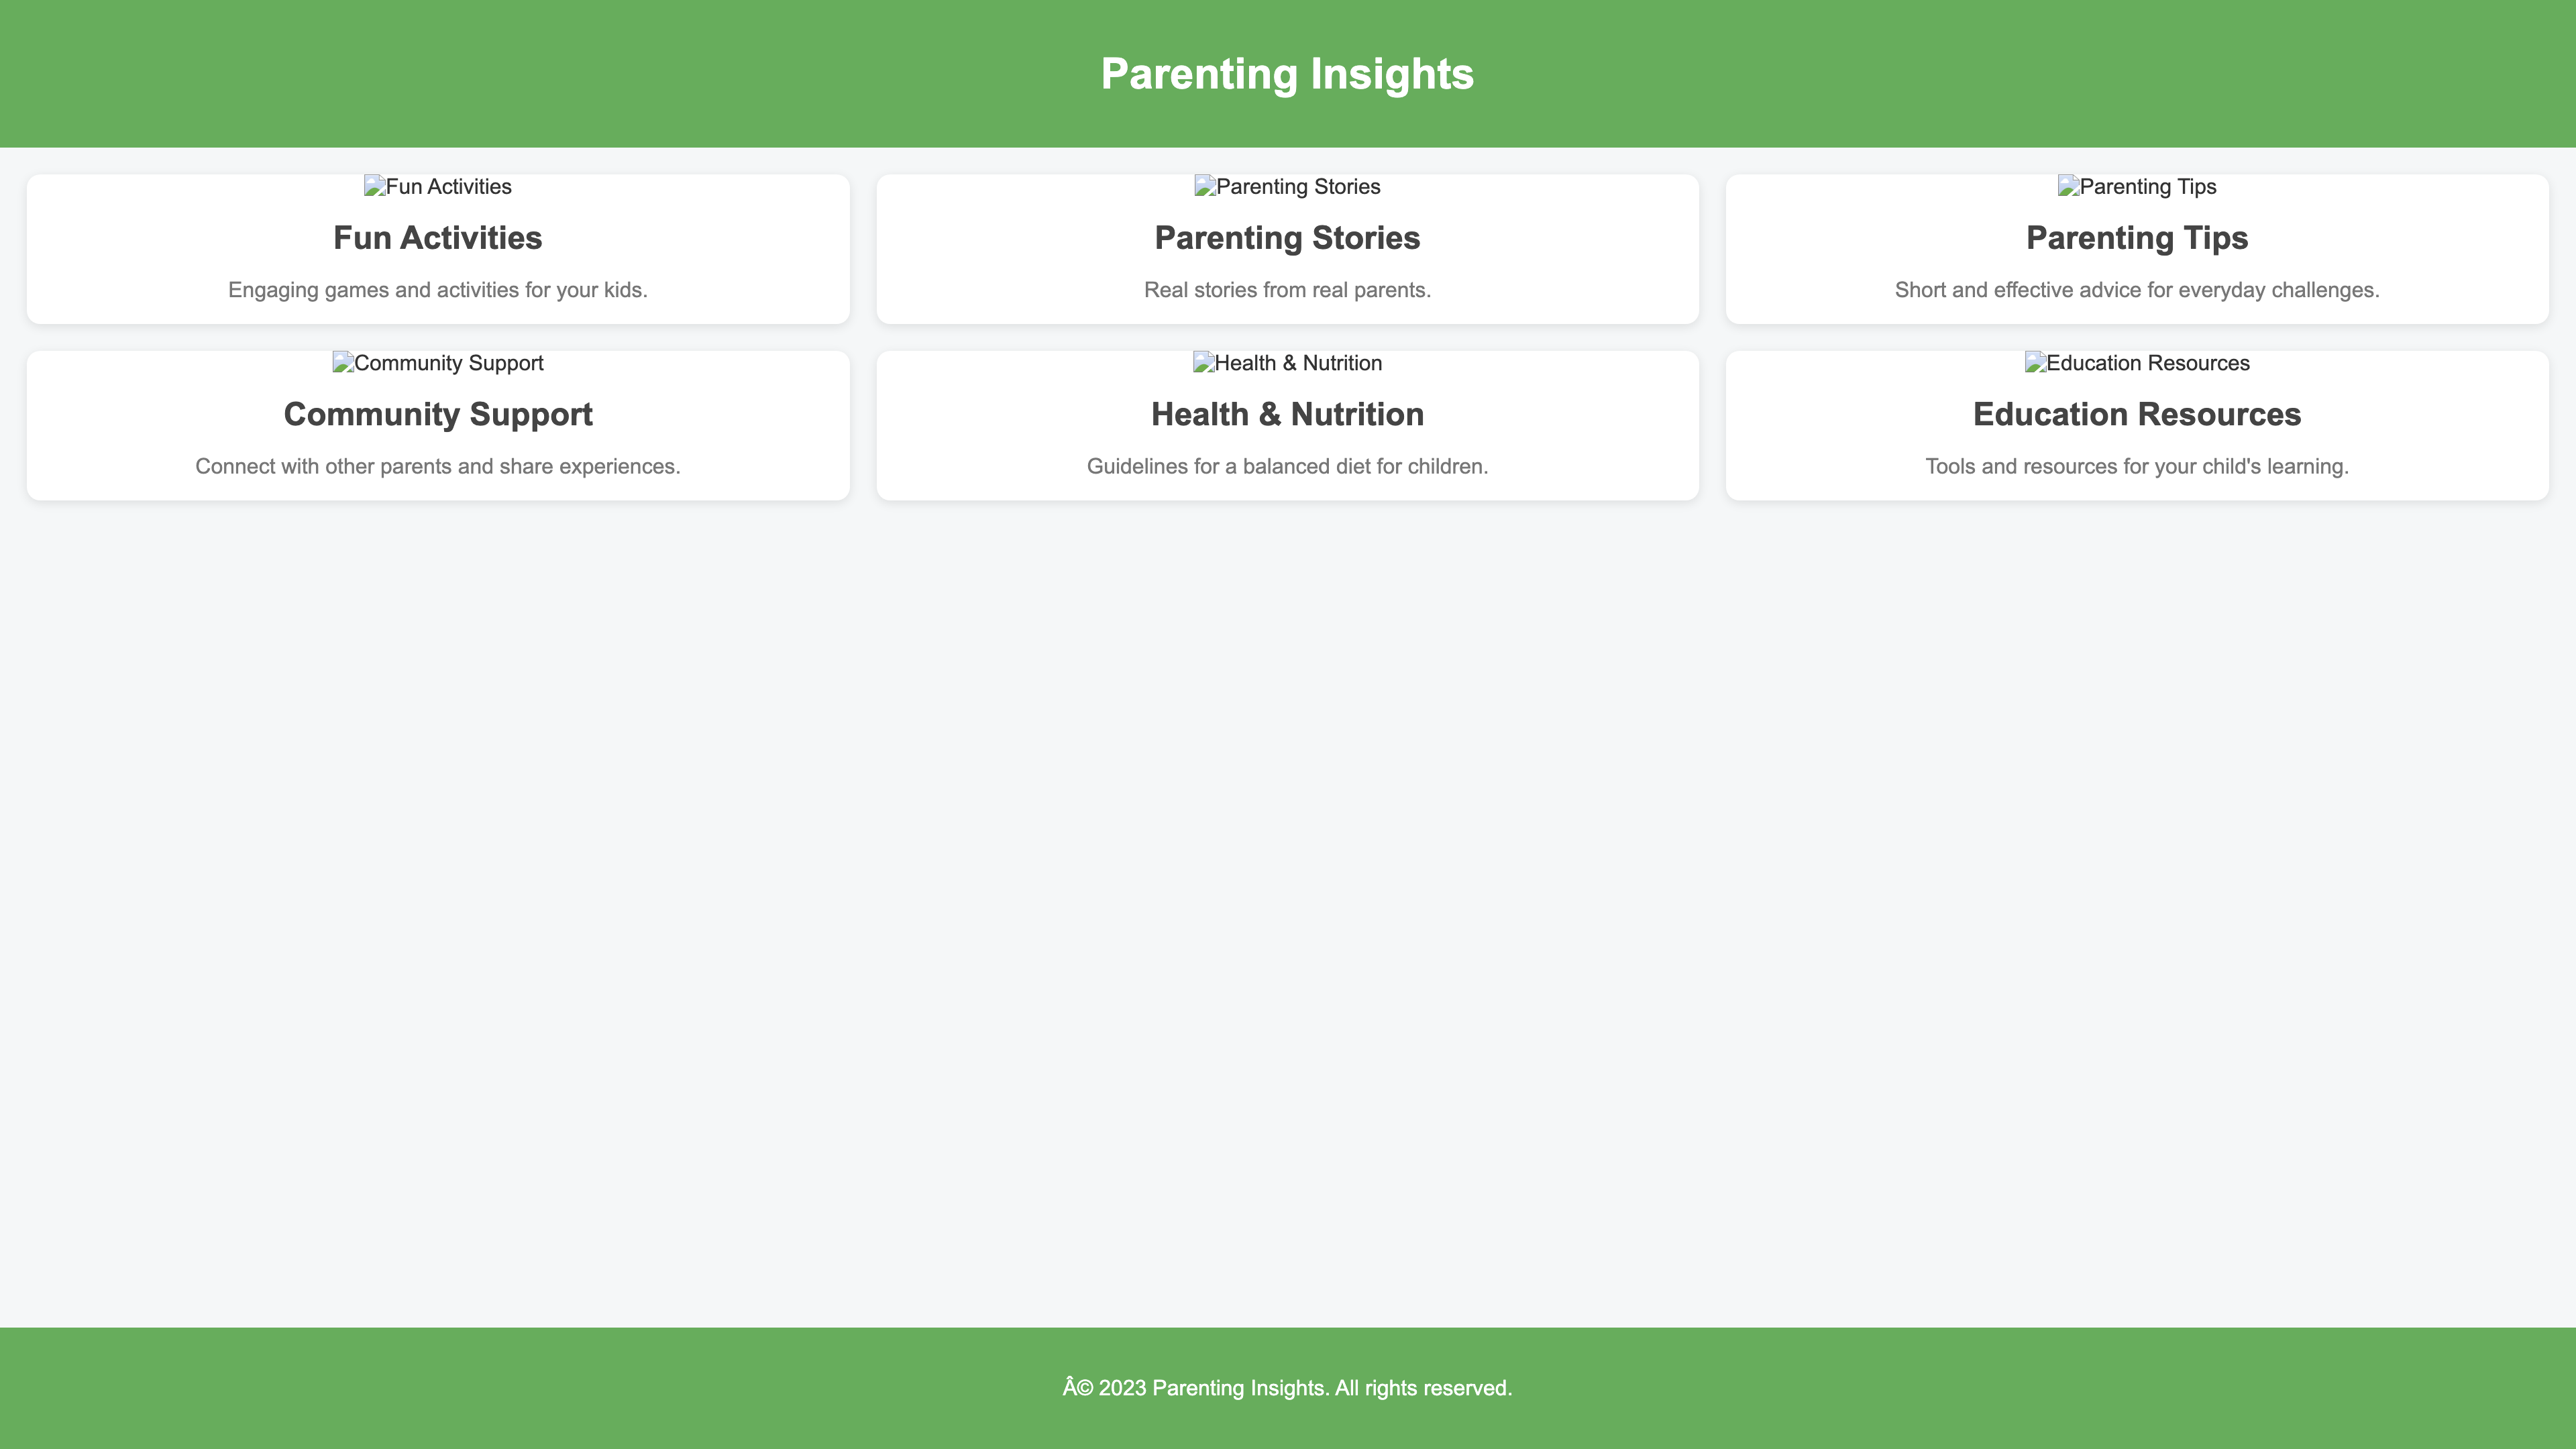 Parenting Insights
Fun Activities
Fun Activities
Engaging games and activities for your kids.
Parenting Stories
Parenting Stories
Real stories from real parents.
Parenting Tips
Parenting Tips
Short and effective advice for everyday challenges.
Community Support
Community Support
Connect with other parents and share experiences.
Health & Nutrition
Health & Nutrition
Guidelines for a balanced diet for children.
Education Resources
Education Resources
Tools and resources for your child's learning.
Â© 2023 Parenting Insights. All rights reserved.